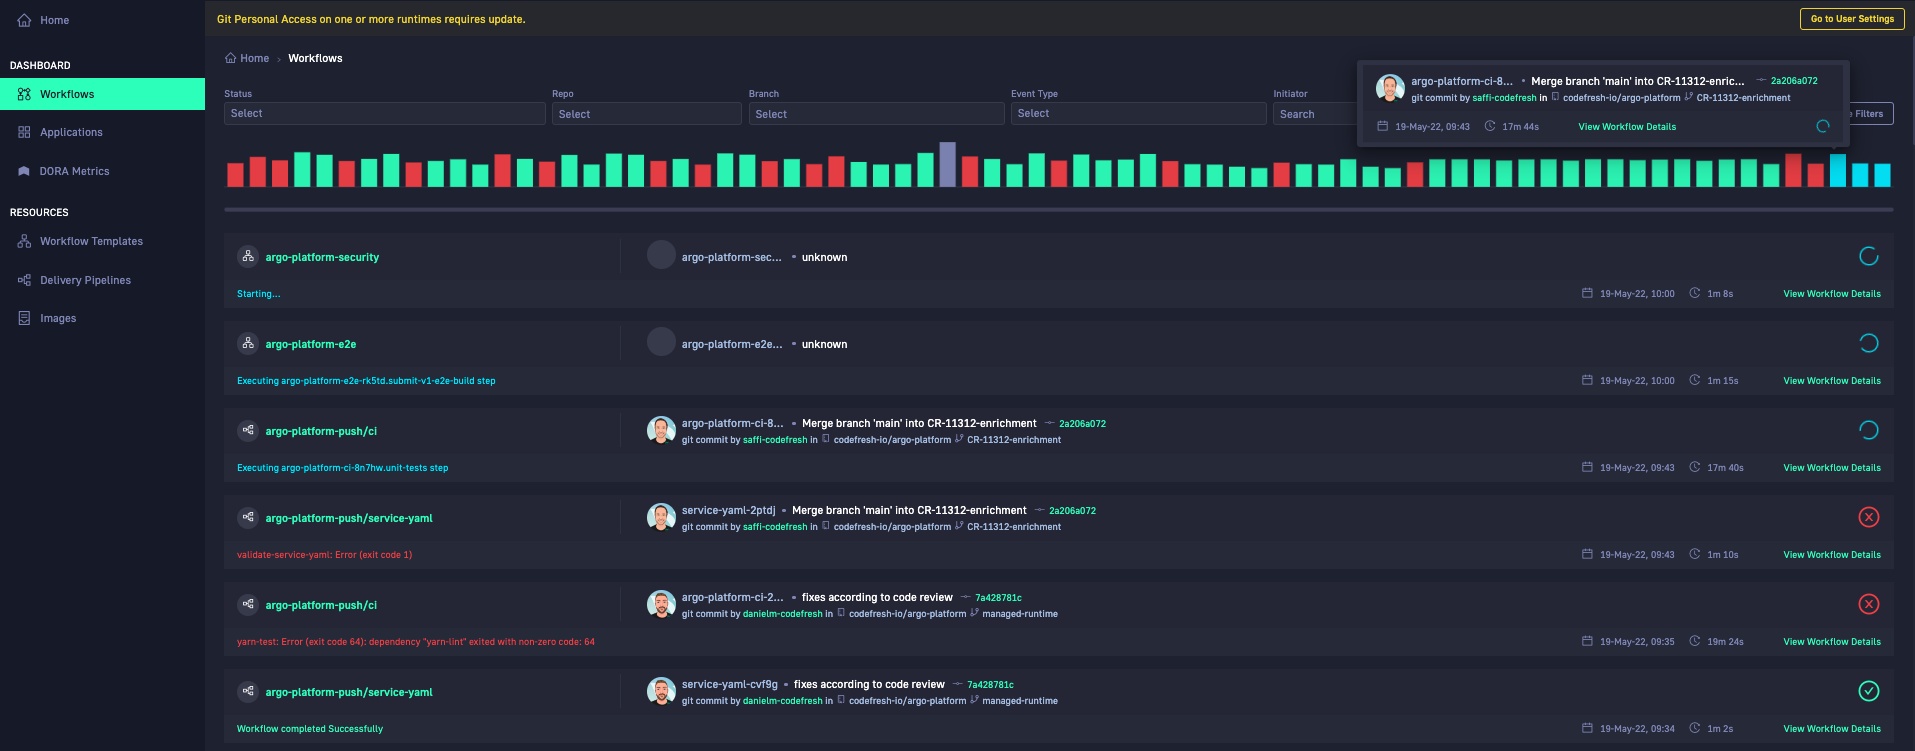 Home
DASHBOARD
Workflows
Applications
DORA Metrics
RESOURCES
Workflow Templates
Delivery Pipelines
Images
Git Personal Access on one or more runtimes requires update.
Go to User Settings
Home > Workflows
Status
Select
Repo
Select
Branch
Select
Event Type
Select
Initiator
Search
Filters
argo-platform-ci-8... • Merge branch 'main' into CR-11312-enric... 2a206a072
git commit by saffi-codefresh in codefresh-io/argo-platform CR-11312-enrichment
19-May-22, 09:43 17m 44s View Workflow Details
argo-platform-security argo-platform-sec... • unknown
Starting... 19-May-22, 10:00 1m 8s View Workflow Details
argo-platform-e2e argo-platform-e2e... • unknown
Executing argo-platform-e2e-rk5td.submit-v1-e2e-build step 19-May-22, 10:00 1m 15s View Workflow Details
argo-platform-push/ci argo-platform-ci-8... • Merge branch 'main' into CR-11312-enrichment 2a206a072
git commit by saffi-codefresh in codefresh-io/argo-platform CR-11312-enrichment
Executing argo-platform-ci-8n7hw.unit-tests step 19-May-22, 09:43 17m 40s View Workflow Details
argo-platform-push/service-yaml service-yaml-2ptdj • Merge branch 'main' into CR-11312-enrichment 2a206a072
git commit by saffi-codefresh in codefresh-io/argo-platform CR-11312-enrichment
validate-service-yaml: Error (exit code 1) 19-May-22, 09:43 1m 10s View Workflow Details
argo-platform-push/ci argo-platform-ci-2... • fixes according to code review 7a428781c
git commit by danielm-codefresh in codefresh-io/argo-platform managed-runtime
yarn-test: Error (exit code 64): dependency "yarn-lint" exited with non-zero code: 64 19-May-22, 09:35 19m 24s View Workflow Details
argo-platform-push/service-yaml service-yaml-cvf9g • fixes according to code review 7a428781c
git commit by danielm-codefresh in codefresh-io/argo-platform managed-runtime
Workflow completed Successfully 19-May-22, 09:34 1m 2s View Workflow Details